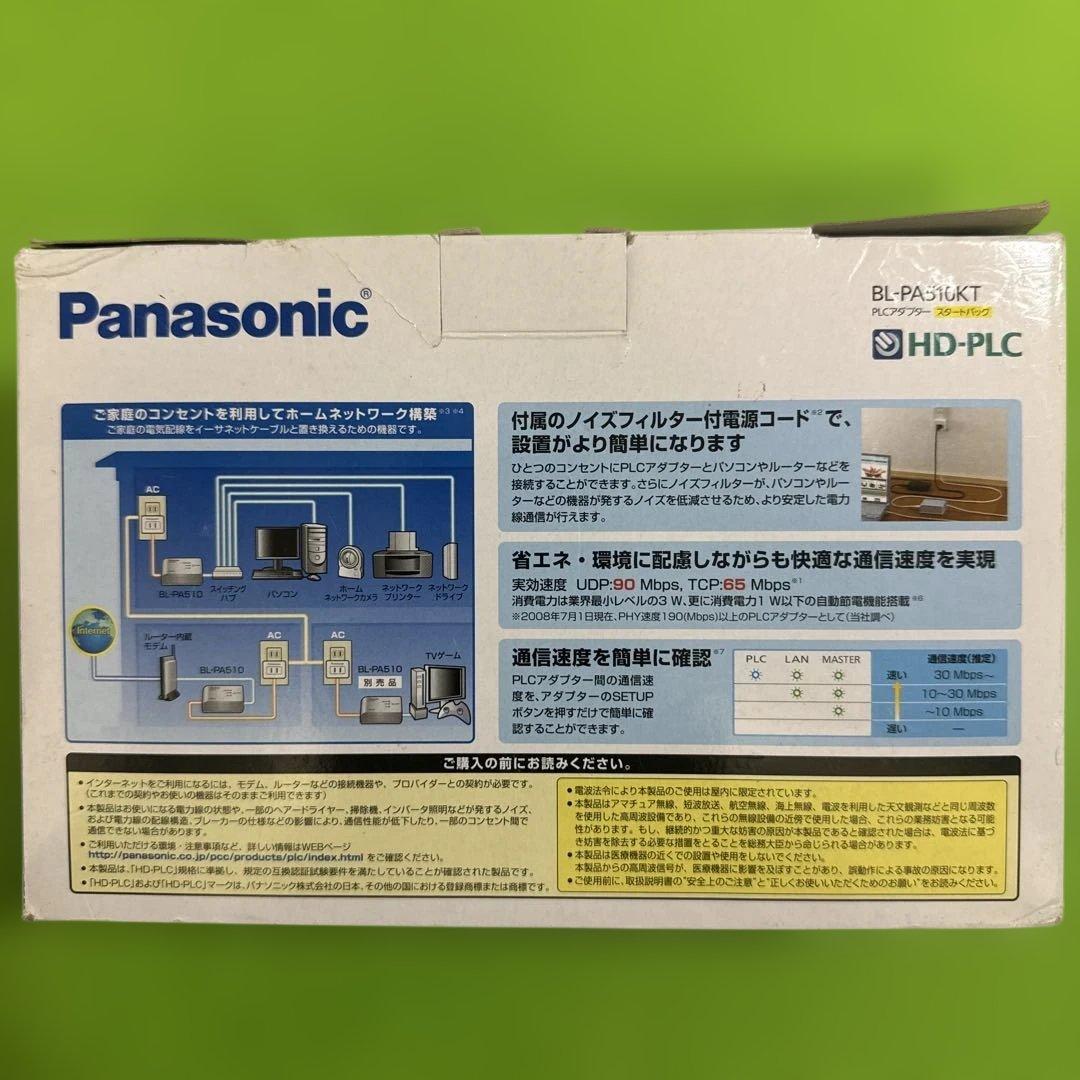 Panasonic®
BL-PA510KT
PLCアダプター スタートパック
HD-PLC
ご家庭のコンセントを利用してホームネットワーク構築※3 ※4
ご家庭の電気配線をイーサネットケーブルと置き換えるための機器です。
AC
BL-PA510
スイッチング
ハブ
パソコン
ホーム
ネットワークカメラ
ネットワーク
プリンター
ネットワーク
ドライブ
Internet
ルーター内蔵
モデム
AC
AC
BL-PA510
BL-PA510
別売品
TVゲーム
付属のノイズフィルター付電源コード※2で、
設置がより簡単になります
ひとつのコンセントにPLCアダプターとパソコンやルーターなどを
接続することができます。さらにノイズフィルターが、パソコンやルー
ターなどの機器が発するノイズを低減させるため、より安定した電力
線通信が行えます。
省エネ・環境に配慮しながらも快適な通信速度を実現
実効速度 UDP:90 Mbps, TCP:65 Mbps※1
消費電力は業界最小レベルの3 W、更に消費電力1 W以下の自動節電機能搭載※6
※2008年7月1日現在、PHY速度190(Mbps)以上のPLCアダプターとして(当社調べ)
通信速度を簡単に確認※7
PLCアダプター間の通信速
度を、アダプターのSETUP
ボタンを押すだけで簡単に確
認することができます。
PLC LAN MASTER 通信速度(推定)
速い 30 Mbps~
10~30 Mbps
~10 Mbps
遅い —
ご購入の前にお読みください。
●インターネットをご利用になるには、モデム、ルーターなどの接続機器や、プロバイダーとの契約が必要です。
(これまでの契約やお使いの機器はそのままご利用できます)
●本製品はお使いになる電力線の状態や、一部のヘアードライヤー、掃除機、インバータ照明などが発するノイズ、
および電力線の配線構造、ブレーカーの仕様などの影響により、通信性能が低下したり、一部のコンセント間で
通信できない場合があります。
●ご利用いただける環境・注意事項など、詳しい情報はWEBページ
http://panasonic.co.jp/pcc/products/plc/index.html をご確認ください。
●本製品は、「HD-PLC」規格に準拠し、規定の互換認証試験要件を満たしていることが確認された製品です。
●「HD-PLC」および「HD-PLC」マークは、パナソニック株式会社の日本、その他の国における登録商標または商標です。
●電波法令により本製品のご使用は屋内に限定されています。
●本製品はアマチュア無線、短波放送、航空無線、海上無線、電波を利用した天文観測などと同じ周波数
を使用した高周波設備であり、これらの無線設備の近傍で使用した場合、これらの業務妨害となる可能
性があります。もし、継続的かつ重大な妨害の原因が本製品であると確認された場合は、電波法に基づ
き妨害を除去する必要な措置をとることを総務大臣から命じられる場合があります。
●本製品は医療機器の近くでの設置や使用をしないでください。
本製品からの高周波信号が、医療機器に影響を及ぼすことがあり、誤動作による事故の原因になります。
●ご使用前に、取扱説明書の“安全上のご注意”と“正しくお使いいただくためのお願い”をお読みください。